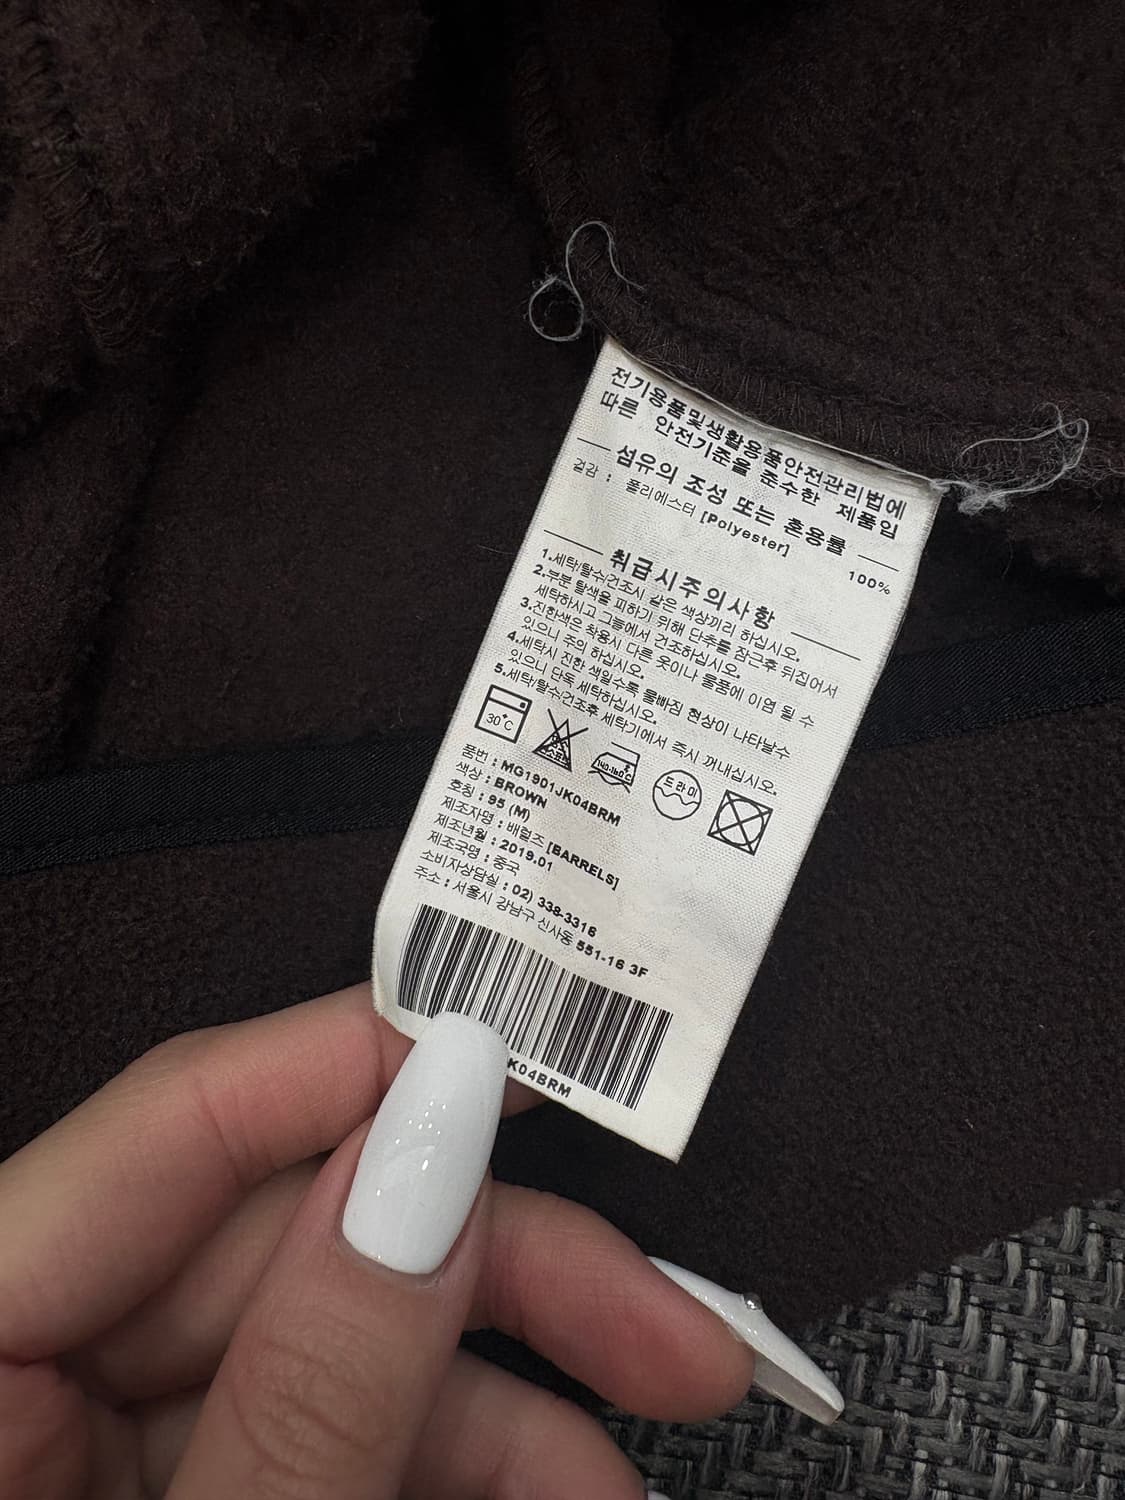 전기용품및생활용품안전관리법에
따른 안전기준을 준수한 제품임
섬유의 조성 또는 혼용률
겉감 : 폴리에스터 [Polyester] 100%
취급시주의사항
1.세탁/탈수/건조시 같은 색상끼리 하십시오.
2.부분 탈색을 피하기 위해 단추를 잠근후 뒤집어서
세탁하시고 그늘에서 건조하십시오.
3.진한색은 착용시 다른 옷이나 물품에 이염 될 수
있으니 주의 하십시오.
4.세탁시 진한 색일수록 물빠짐 현상이 나타날수
있으니 단독 세탁하십시오.
5.세탁/탈수/건조후 세탁기에서 즉시 꺼내십시오.
30°C 140-160°C 드라이
품번 : MG1901JK04BRM
색상 : BROWN
호칭 : 95 (M)
제조자명 : 배럴즈 [BARRELS]
제조년월 : 2019.01
제조국명 : 중국
소비자상담실 : 02) 338-3316
주소 : 서울시 강남구 신사동 551-16 3F
JK04BRM